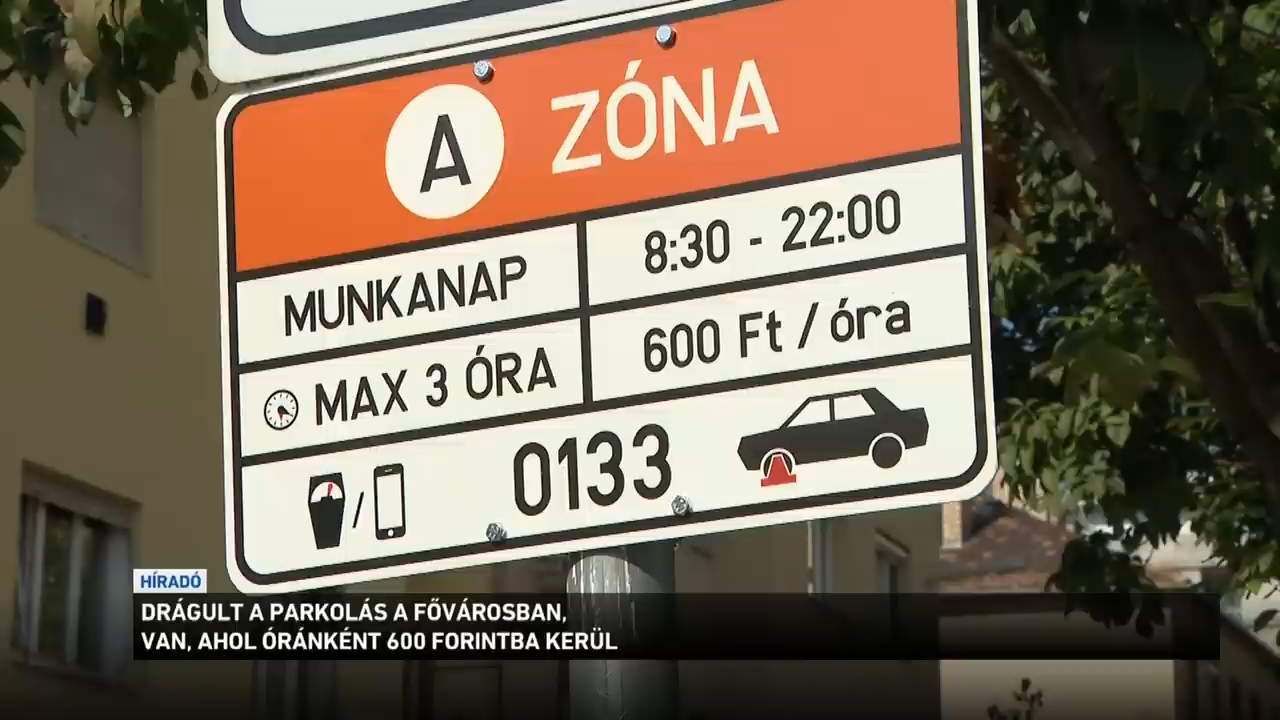 A ZÓNA
MUNKANAP
8:30 - 22:00
MAX 3 ÓRA
600 Ft / óra
/
0133
HÍRADÓ
DRÁGULT A PARKOLÁS A FŐVÁROSBAN,
VAN, AHOL ÓRÁNKÉNT 600 FORINTBA KERÜL